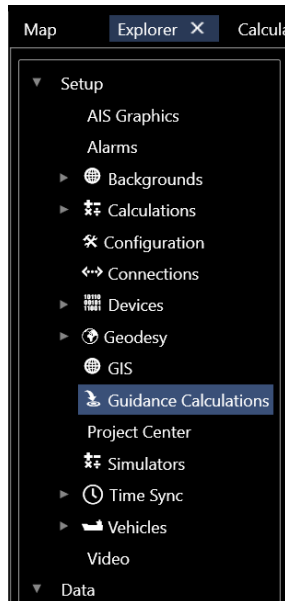 Map Explorer × Calcula
Setup
AIS Graphics
Alarms
Backgrounds
Calculations
Configuration
Connections
Devices
Geodesy
GIS
Guidance Calculations
Project Center
Simulators
Time Sync
Vehicles
Video
Data